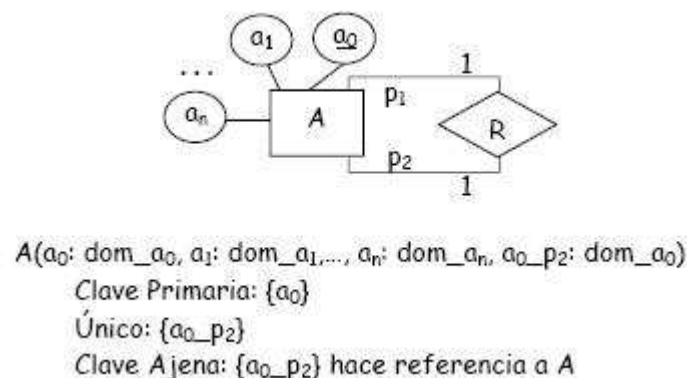 a₁
a₀
1
...
aₙ
A
p₁
R
p₂
1
A(a₀: dom_a₀, a₁: dom_a₁,..., aₙ: dom_aₙ, a₀_p₂: dom_a₀)
Clave Primaria: {a₀}
Único: {a₀_p₂}
Clave Ajena: {a₀_p₂} hace referencia a A